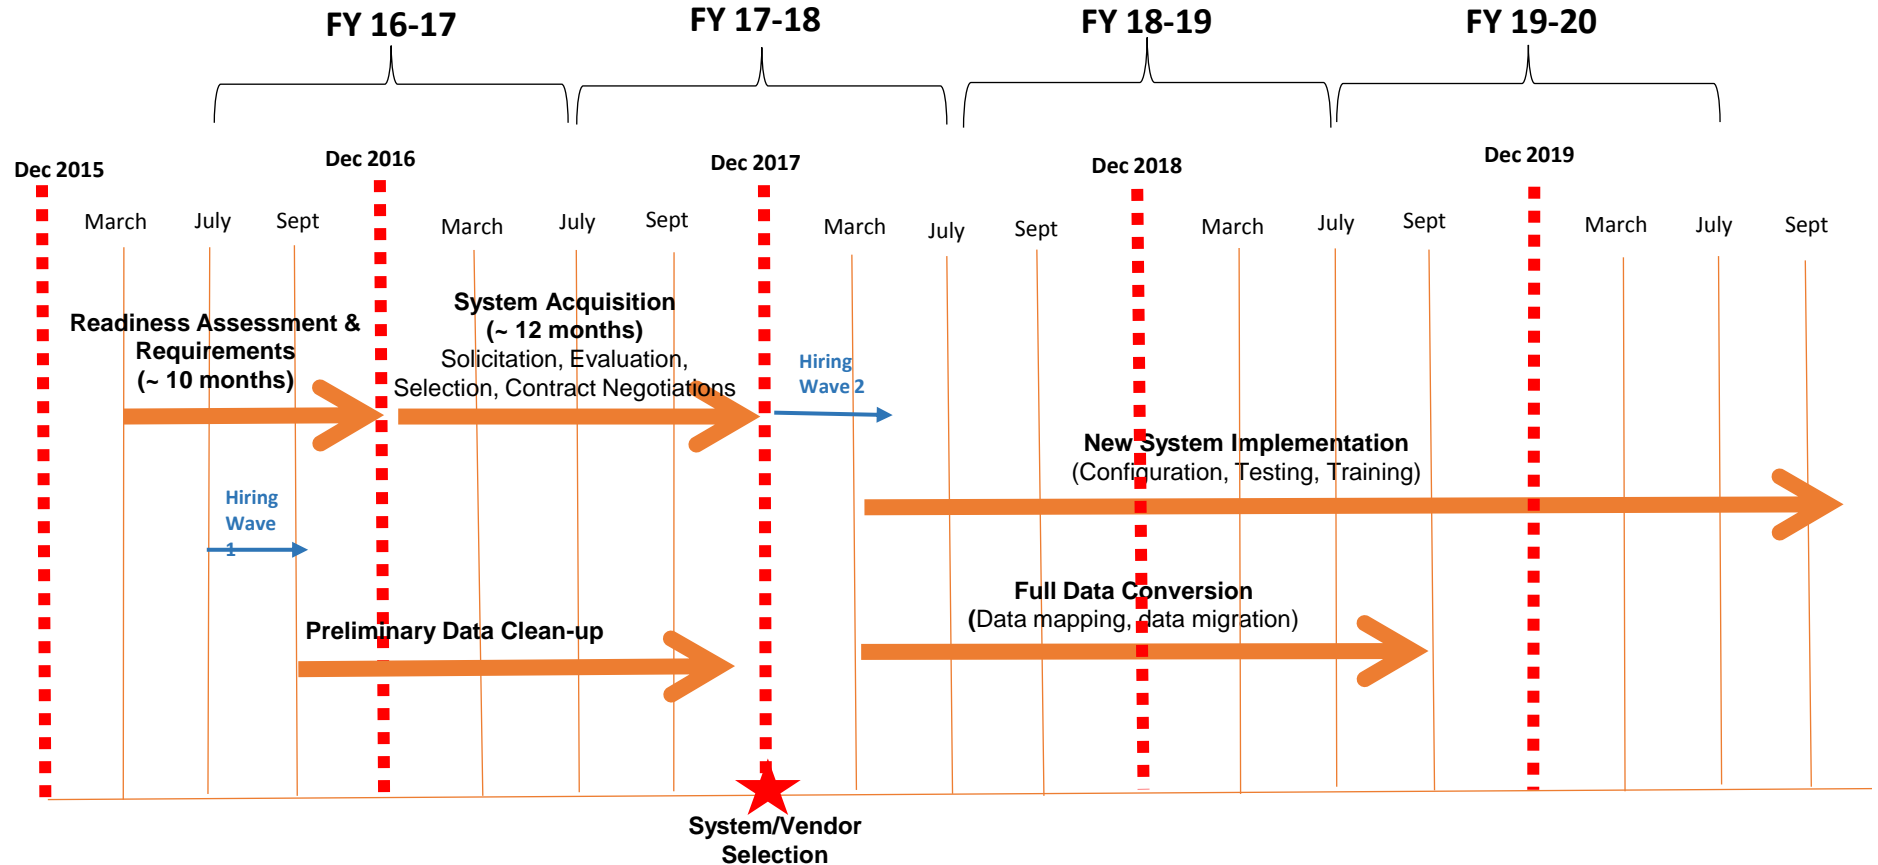 FY 16-17
FY 17-18
FY 18-19
FY 19-20
Dec 2015
Dec 2016
Dec 2017
Dec 2018
Dec 2019
March
July
Sept
March
July
Sept
March
July
Sept
March
July
Sept
March
July
Sept
Readiness Assessment &
Requirements
(~ 10 months)
System Acquisition
(~ 12 months)
Solicitation, Evaluation,
Selection, Contract Negotiations
Hiring
Wave 2
New System Implementation
(Configuration, Testing, Training)
Hiring
Wave
1
Preliminary Data Clean-up
Full Data Conversion
(Data mapping, data migration)
System/Vendor
Selection